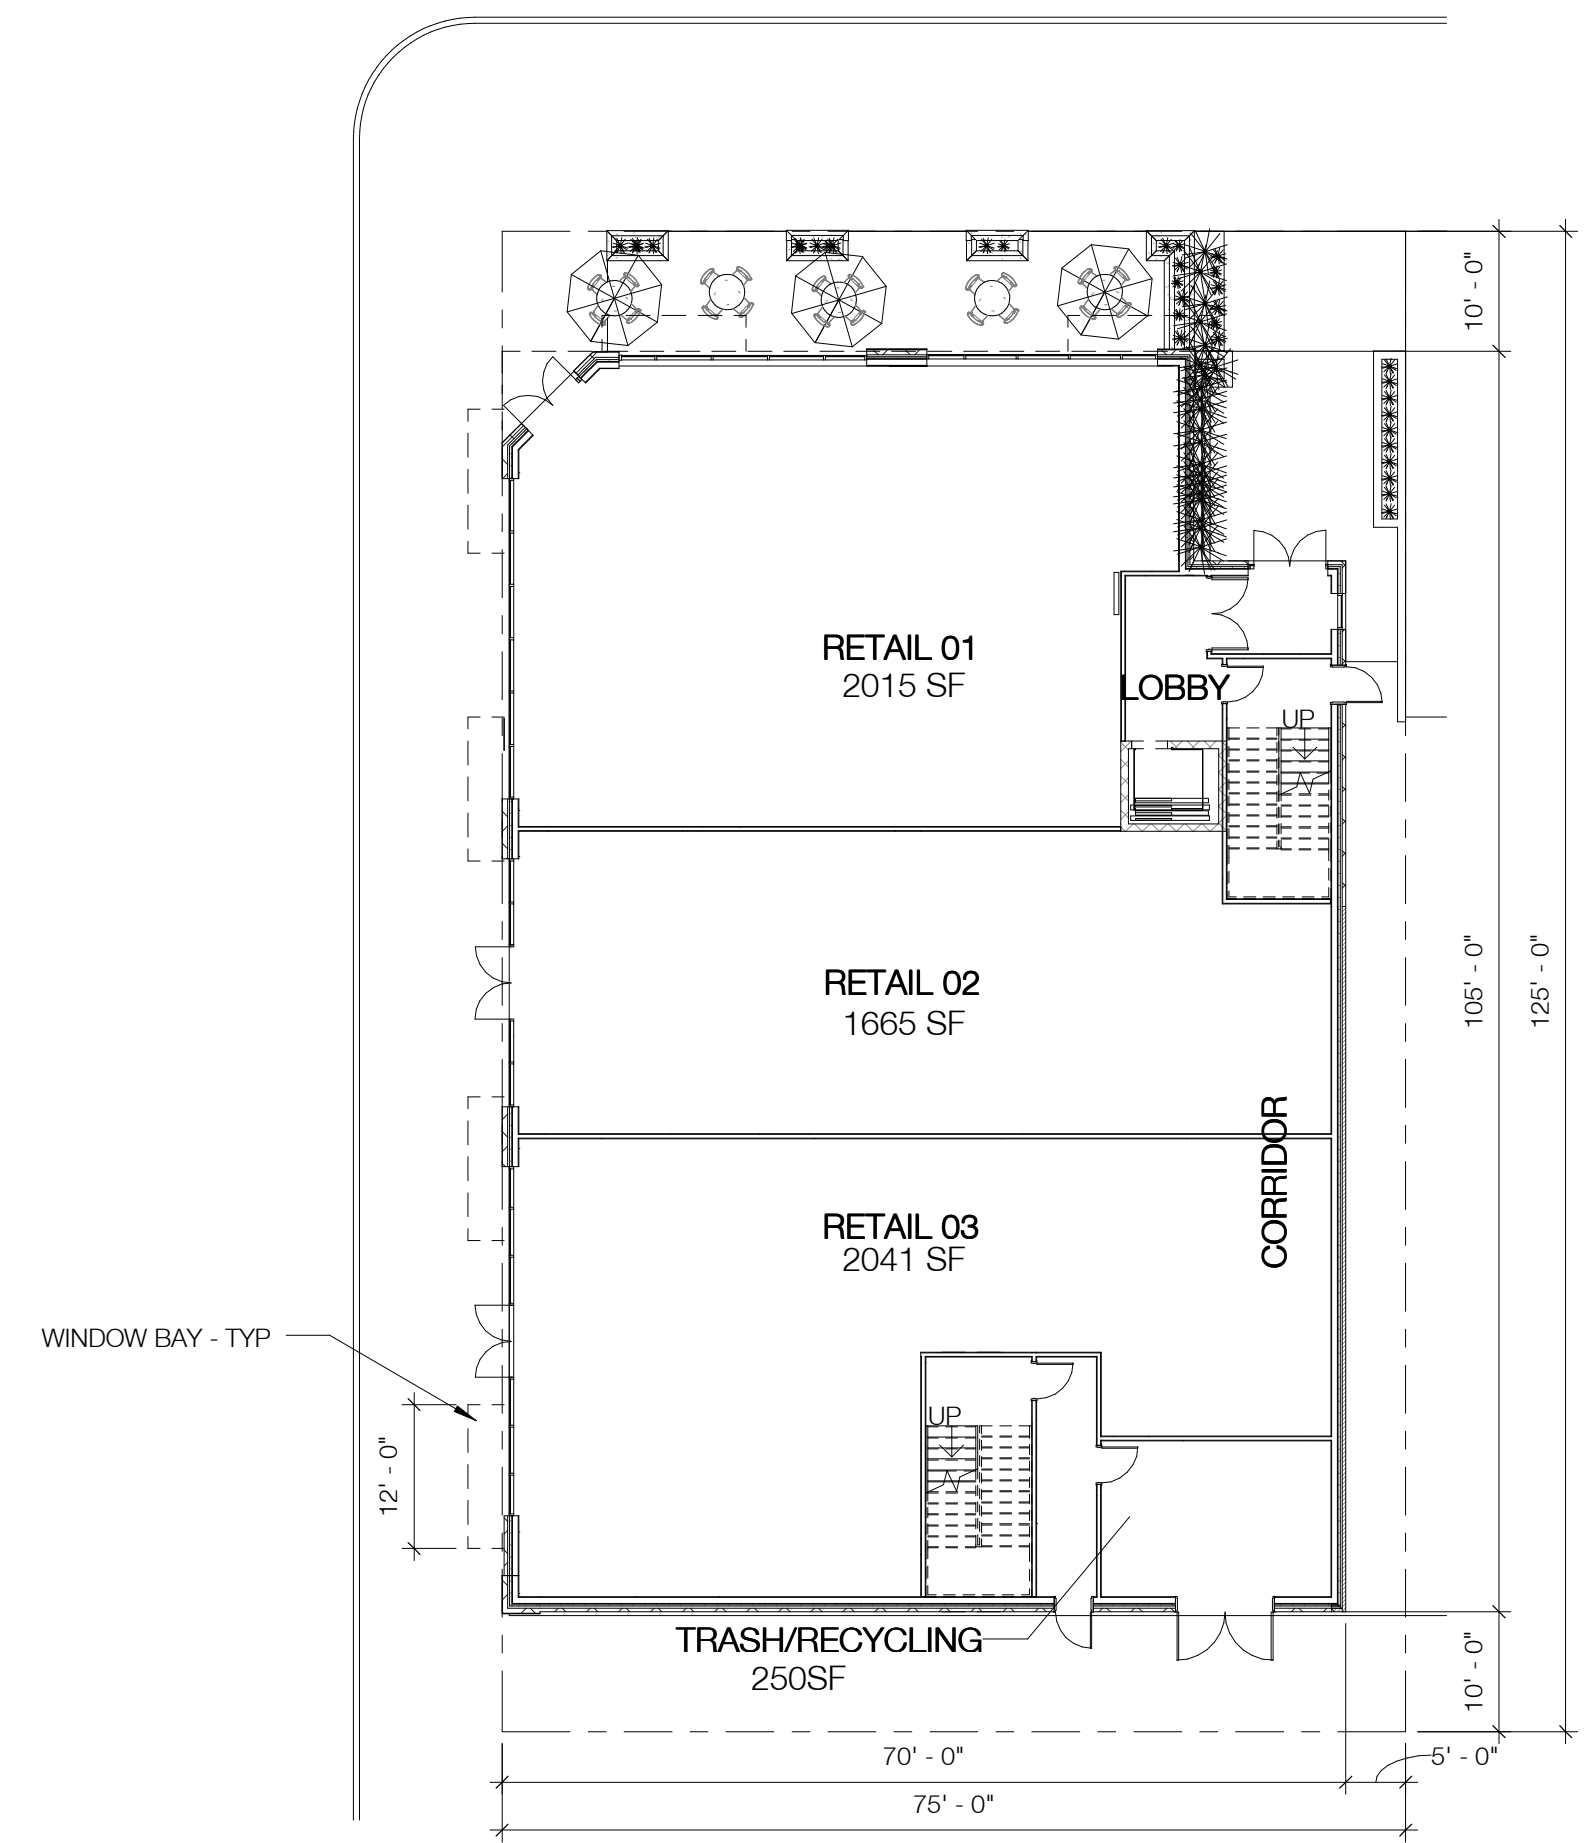 10' - 0"
RETAIL 01
2015 SF
LOBBY
UP
RETAIL 02
1665 SF
105' - 0"
125' - 0"
CORRIDOR
RETAIL 03
2041 SF
WINDOW BAY - TYP
UP
12' - 0"
TRASH/RECYCLING
250SF
10' - 0"
70' - 0"
5' - 0"
75' - 0"